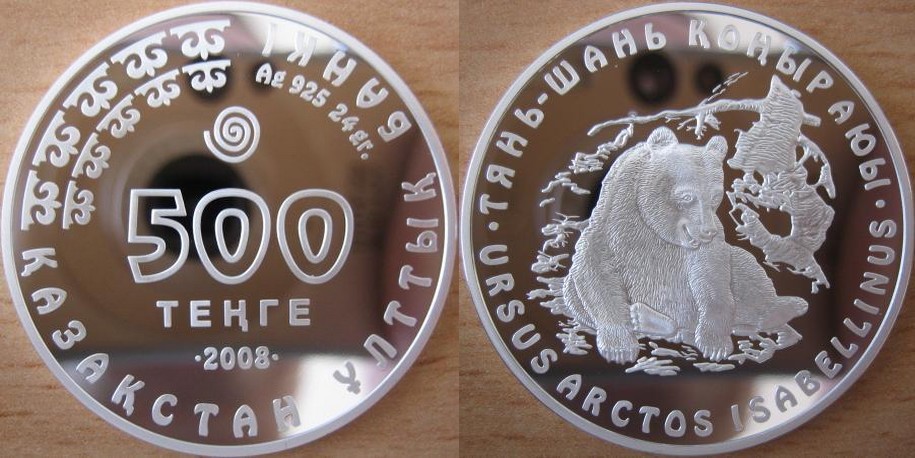 ҚАЗАҚСТАН ҰЛТТЫҚ БАНКІ
Ag 925 24gr.
500
ТЕҢГЕ
·2008·
· ТЯНЬ-ШАНЬ ҚОҢЫР АЮЫ ·
URSUS ARCTOS ISABELLINUS